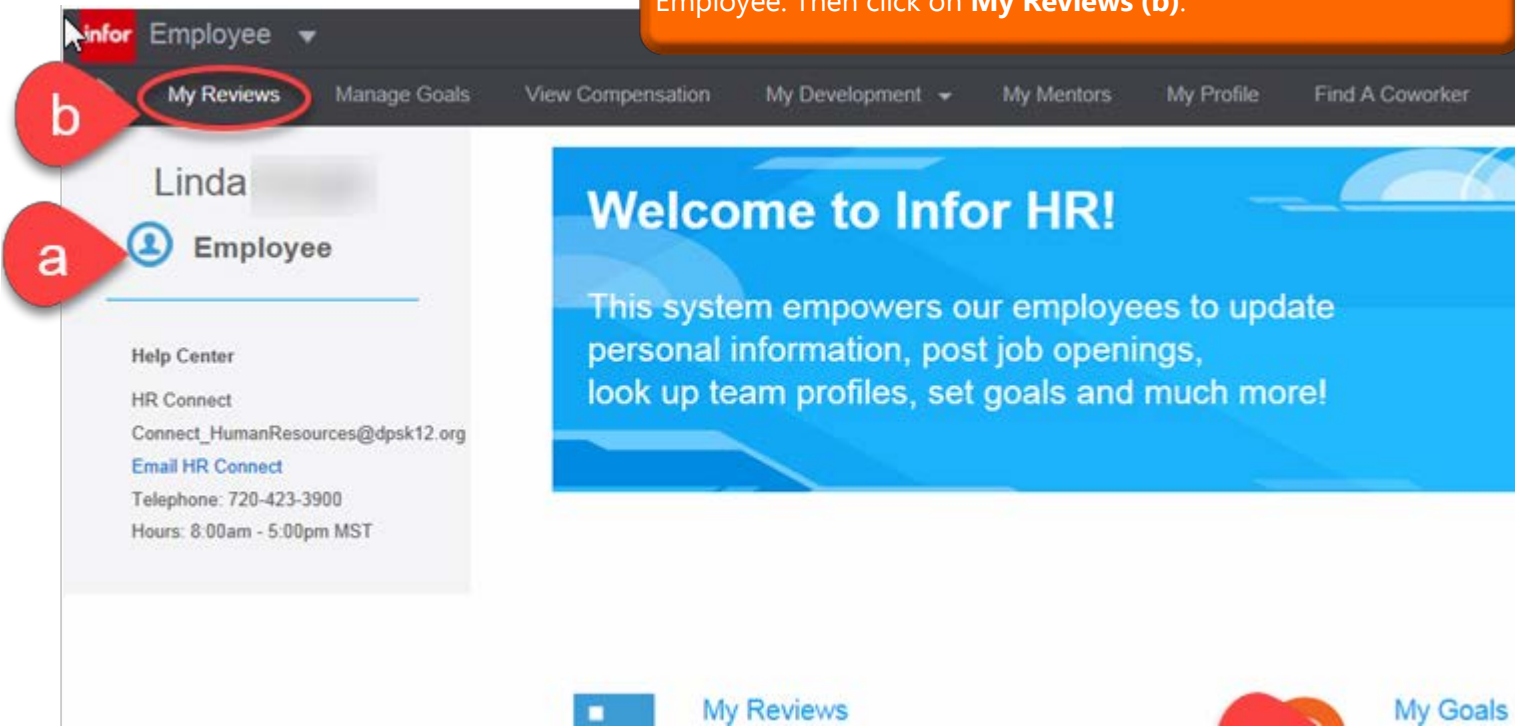 Employee. Then click on My Reviews (b).
infor Employee
My Reviews Manage Goals View Compensation My Development My Mentors My Profile Find A Coworker
b
Linda
a
Employee
Welcome to Infor HR!
This system empowers our employees to update
personal information, post job openings,
look up team profiles, set goals and much more!
Help Center
HR Connect
Connect_HumanResources@dpsk12.org
Email HR Connect
Telephone: 720-423-3900
Hours: 8:00am - 5:00pm MST
My Reviews
My Goals